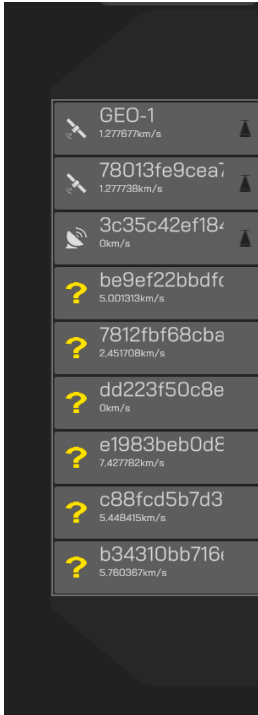 GEO-1
1.277677km/s
78013fe9cea7
1.277738km/s
3c35c42ef184
0km/s
be9ef22bbdfc
5.001313km/s
7812fbf68cba
2.451708km/s
dd223f50c8e
0km/s
e1983beb0d8
7.427782km/s
c88fcd5b7d3
5.448415km/s
b34310bb716
5.760367km/s